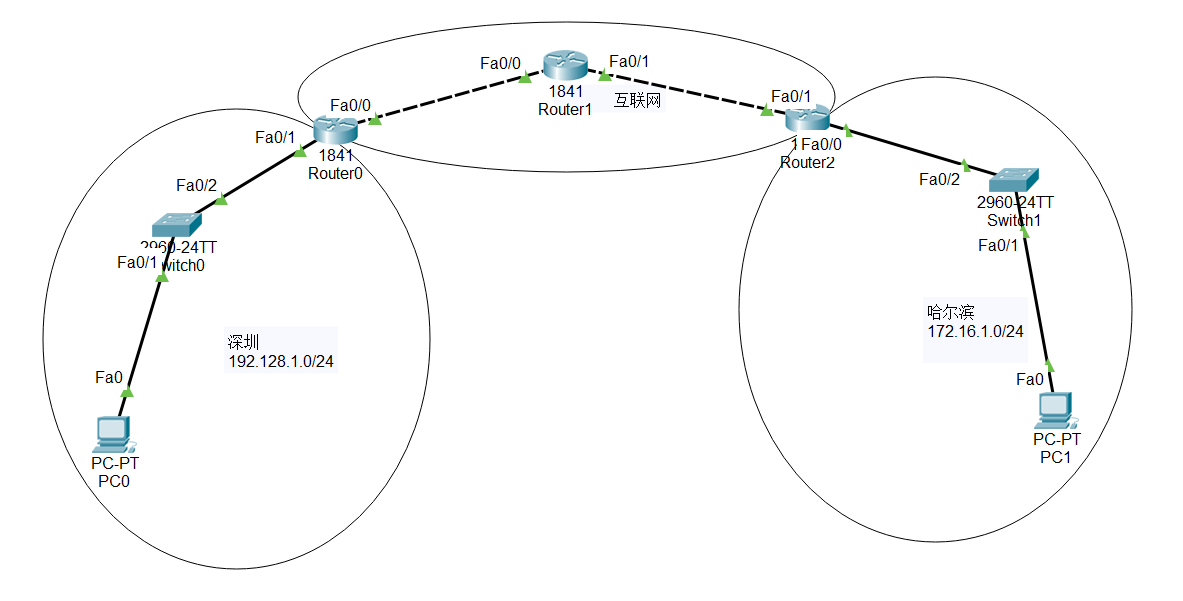 Fa0/0
Fa0/1
1841
Router1
互联网
Fa0/0
Fa0/1
1841
Router0
Fa0/1
1Fa0/0
Router2
Fa0/2
2960-24TT
witch0
Fa0/1
Fa0/2
2960-24TT
Switch1
Fa0/1
深圳
192.128.1.0/24
哈尔滨
172.16.1.0/24
Fa0
PC-PT
PC0
Fa0
PC-PT
PC1